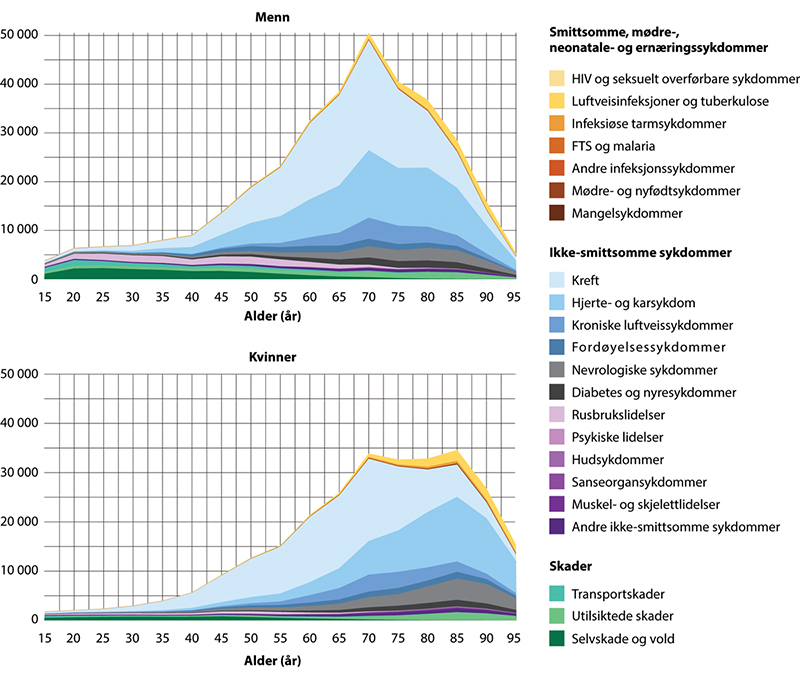 Menn
50 000
40 000
30 000
20 000
10 000
0
15 20 25 30 35 40 45 50 55 60 65 70 75 80 85 90 95
Alder (år)
Kvinner
50 000
40 000
30 000
20 000
10 000
0
15 20 25 30 35 40 45 50 55 60 65 70 75 80 85 90 95
Alder (år)
Smittsomme, mødre-,
neonatale- og ernæringssykdommer
HIV og seksuelt overførbare sykdommer
Luftveisinfeksjoner og tuberkulose
Infeksiøse tarmsykdommer
FTS og malaria
Andre infeksjonssykdommer
Mødre- og nyfødtsykdommer
Mangelsykdommer
Ikke-smittsomme sykdommer
Kreft
Hjerte- og karsykdom
Kroniske luftveissykdommer
Fordøyelsessykdommer
Nevrologiske sykdommer
Diabetes og nyresykdommer
Rusbrukslidelser
Psykiske lidelser
Hudsykdommer
Sanseorgansykdommer
Muskel- og skjelettlidelser
Andre ikke-smittsomme sykdommer
Skader
Transportskader
Utilsiktede skader
Selvskade og vold